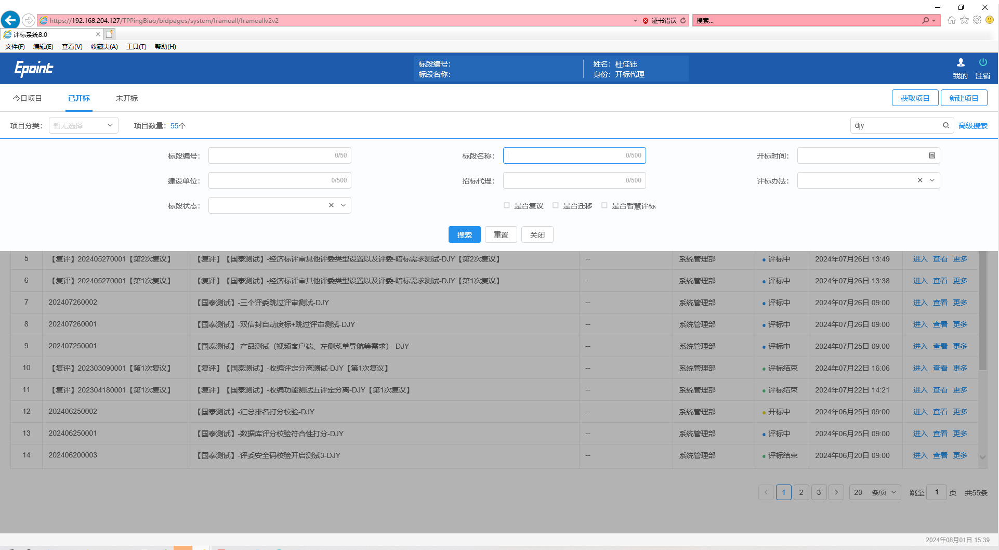 https://192.168.204.127/TPPingBiao/bidpages/system/frameall/frameallv2v2 证书错误 搜索...
评标系统8.0
文件(F) 编辑(E) 查看(V) 收藏夹(A) 工具(T) 帮助(H)
Epoint 标段编号： 姓名：杜佳钰
标段名称： 身份：开标代理 我的 注销
今日项目 已开标 未开标 获取项目 新建项目
项目分类： 暂无选择 项目数量：55个 djy 高级搜索
标段编号： 0/50 标段名称： 0/500 开标时间：
建设单位： 0/500 招标代理： 0/500 评标办法：
标段状态： 是否复议 是否迁移 是否智慧评标
搜索 重置 关闭
5 【复评】202405270001【第2次复议】 【复评】【国泰测试】-经济标评审其他评委类型设置以及评委-暗标需求测试-DJY【第2次复议】 -- 系统管理部 评标中 2024年07月26日 13:49 进入 查看 更多
6 【复评】202405270001【第1次复议】 【复评】【国泰测试】-经济标评审其他评委类型设置以及评委-暗标需求测试-DJY【第1次复议】 -- 系统管理部 评标中 2024年07月26日 13:38 进入 查看 更多
7 202407260002 【国泰测试】-三个评委跳过评审测试-DJY -- 系统管理部 评标中 2024年07月26日 09:00 进入 查看 更多
8 202407260001 【国泰测试】-双信封自动废标+跳过评审测试-DJY -- 系统管理部 评标中 2024年07月26日 09:00 进入 查看 更多
9 202407250001 【国泰测试】-产品测试（视频客户端、左侧菜单导航等需求）-DJY -- 系统管理部 评标中 2024年07月25日 09:00 进入 查看 更多
10 【复评】202303090001【第1次复议】 【复评】【国泰测试】-收编评定分离测试-DJY【第1次复议】 -- 系统管理部 评标结束 2024年07月22日 16:06 进入 查看 更多
11 【复评】202304180001【第1次复议】 【复评】【国泰测试】-收编功能测试五评定分离-DJY【第1次复议】 -- 系统管理部 评标结束 2024年07月22日 14:21 进入 查看 更多
12 202406250002 【国泰测试】-汇总排名打分校验-DJY -- 系统管理部 开标中 2024年06月25日 09:00 进入 查看 更多
13 202406250001 【国泰测试】-数据库评分校验符合性打分-DJY -- 系统管理部 评标中 2024年06月25日 09:00 进入 查看 更多
14 202406200003 【国泰测试】-评委安全码校验开启测试3-DJY -- 系统管理部 评标结束 2024年06月20日 09:00 进入 查看 更多
1 2 3 20 条/页 跳至 1 页 共55条
2024年08月01日 15:39